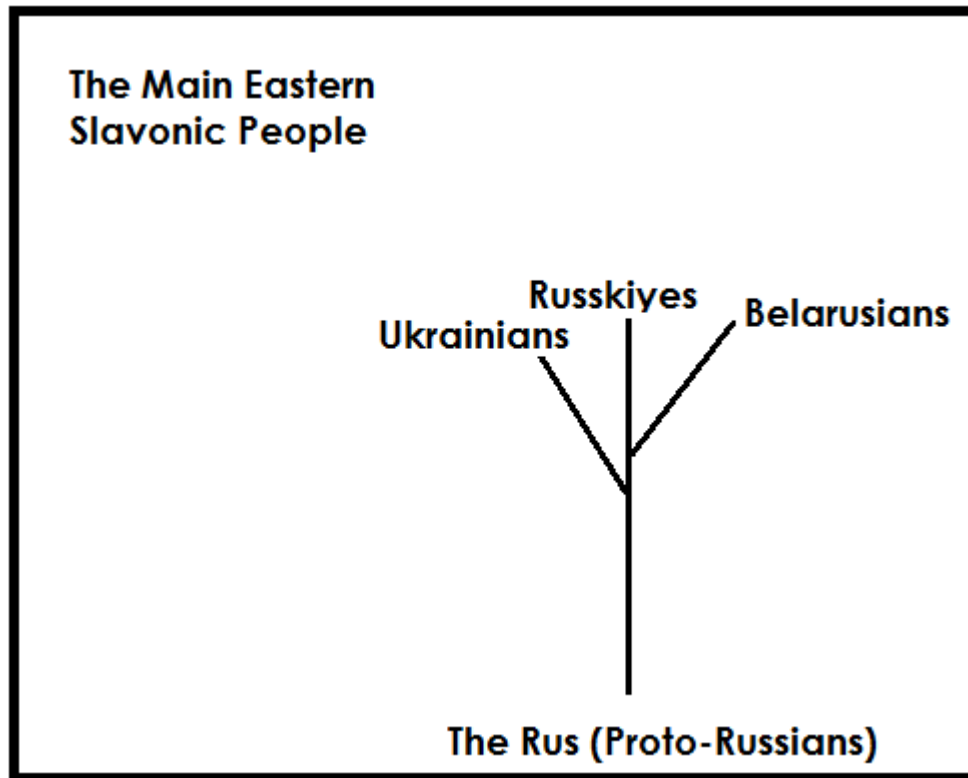 The Main Eastern
Slavonic People
Russkiyes
Belarusians
Ukrainians
The Rus (Proto-Russians)